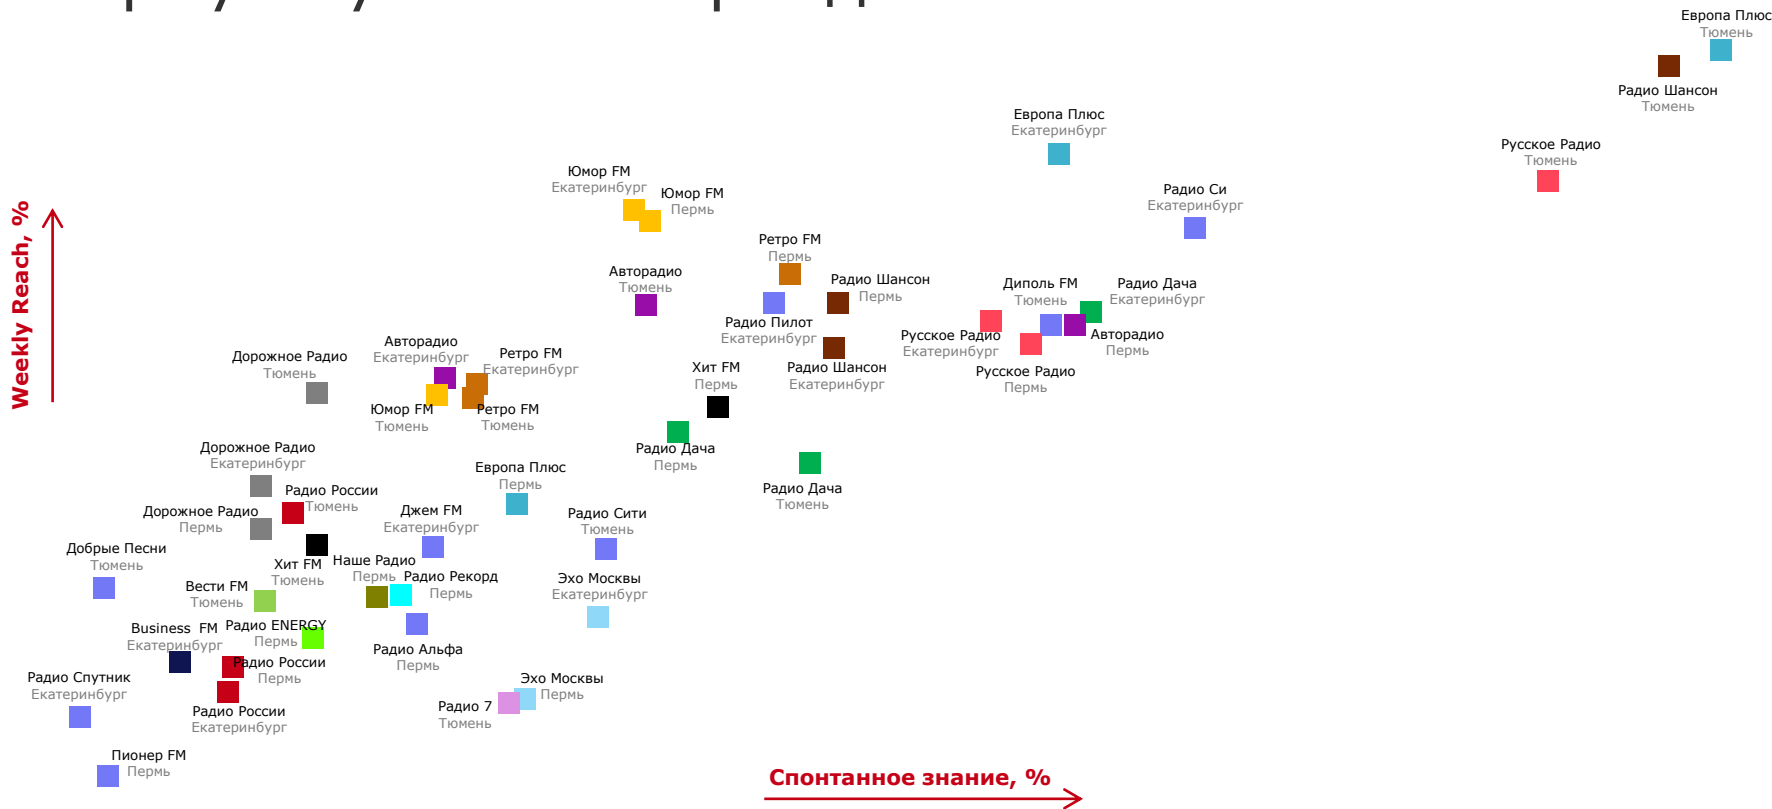 Европа Плюс
Тюмень
Радио Шансон
Тюмень
Европа Плюс
Екатеринбург
Русское Радио
Тюмень
Юмор FM
Екатеринбург
Юмор FM
Пермь
Радио Си
Екатеринбург
Weekly Reach, %
Ретро FM
Пермь
Авторадио
Тюмень
Радио Шансон
Пермь
Диполь FM
Тюмень
Радио Дача
Екатеринбург
Радио Пилот
Екатеринбург
Русское Радио
Екатеринбург
Авторадио
Пермь
Дорожное Радио
Тюмень
Авторадио
Екатеринбург
Ретро FM
Екатеринбург
Хит FM
Пермь
Радио Шансон
Екатеринбург
Русское Радио
Пермь
Юмор FM
Тюмень
Ретро FM
Тюмень
Дорожное Радио
Екатеринбург
Радио Дача
Пермь
Европа Плюс
Пермь
Радио Дача
Тюмень
Радио России
Тюмень
Дорожное Радио
Пермь
Джем FM
Екатеринбург
Радио Сити
Тюмень
Добрые Песни
Тюмень
Хит FM
Тюмень
Наше Радио
Пермь
Радио Рекорд
Пермь
Эхо Москвы
Екатеринбург
Вести FM
Тюмень
Business FM
Екатеринбург
Радио ENERGY
Пермь
Радио Альфа
Пермь
Радио России
Пермь
Радио Спутник
Екатеринбург
Эхо Москвы
Пермь
Радио 7
Тюмень
Радио России
Екатеринбург
Пионер FM
Пермь
Спонтанное знание, %